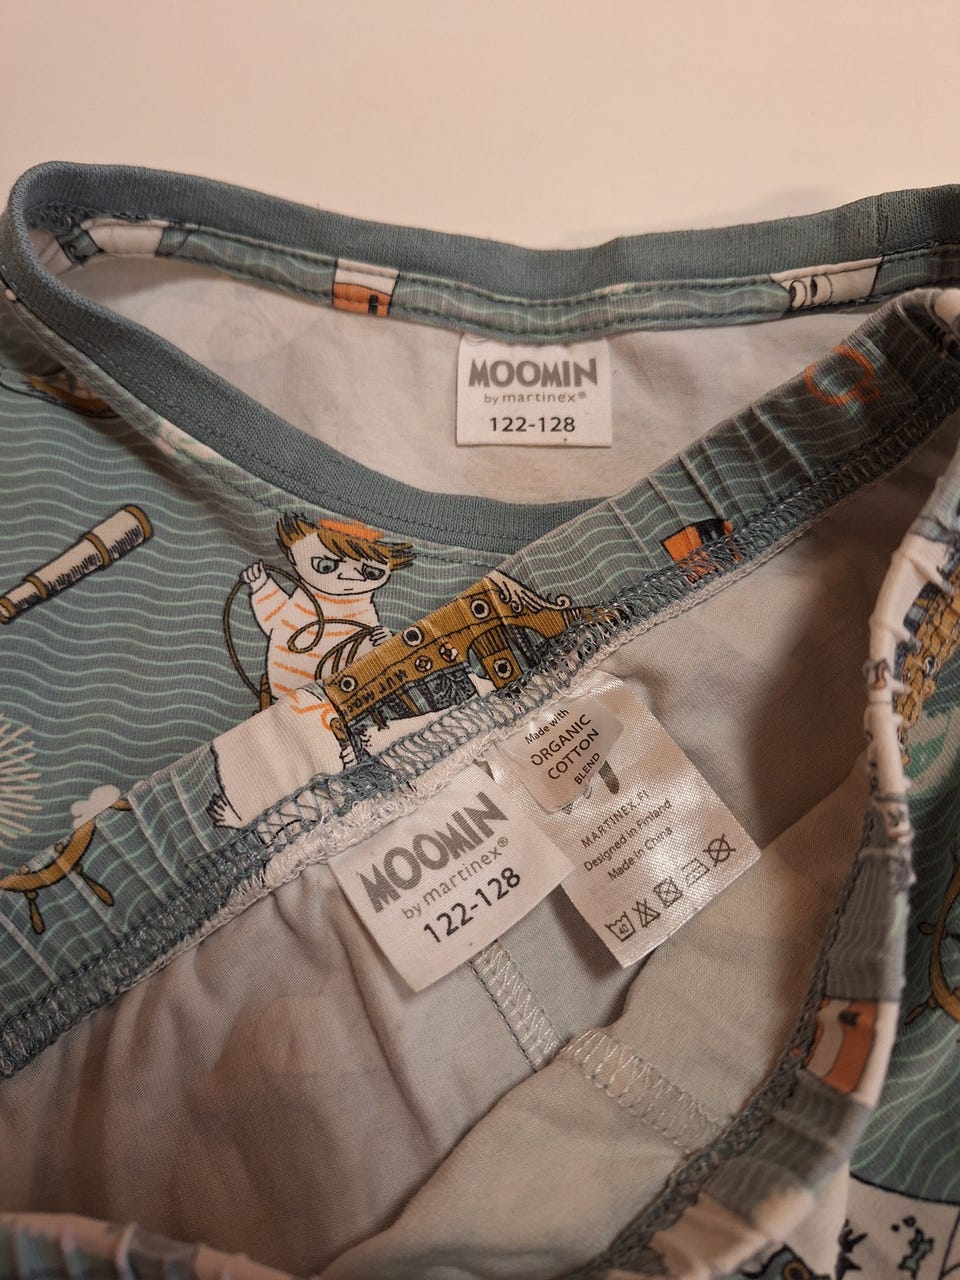 MOOMIN
by martinex®
122-128
Made with
ORGANIC
COTTON
BLEND
MOOMIN
by martinex®
122-128
MARTINEX.FI
Designed in Finland
Made in China
40